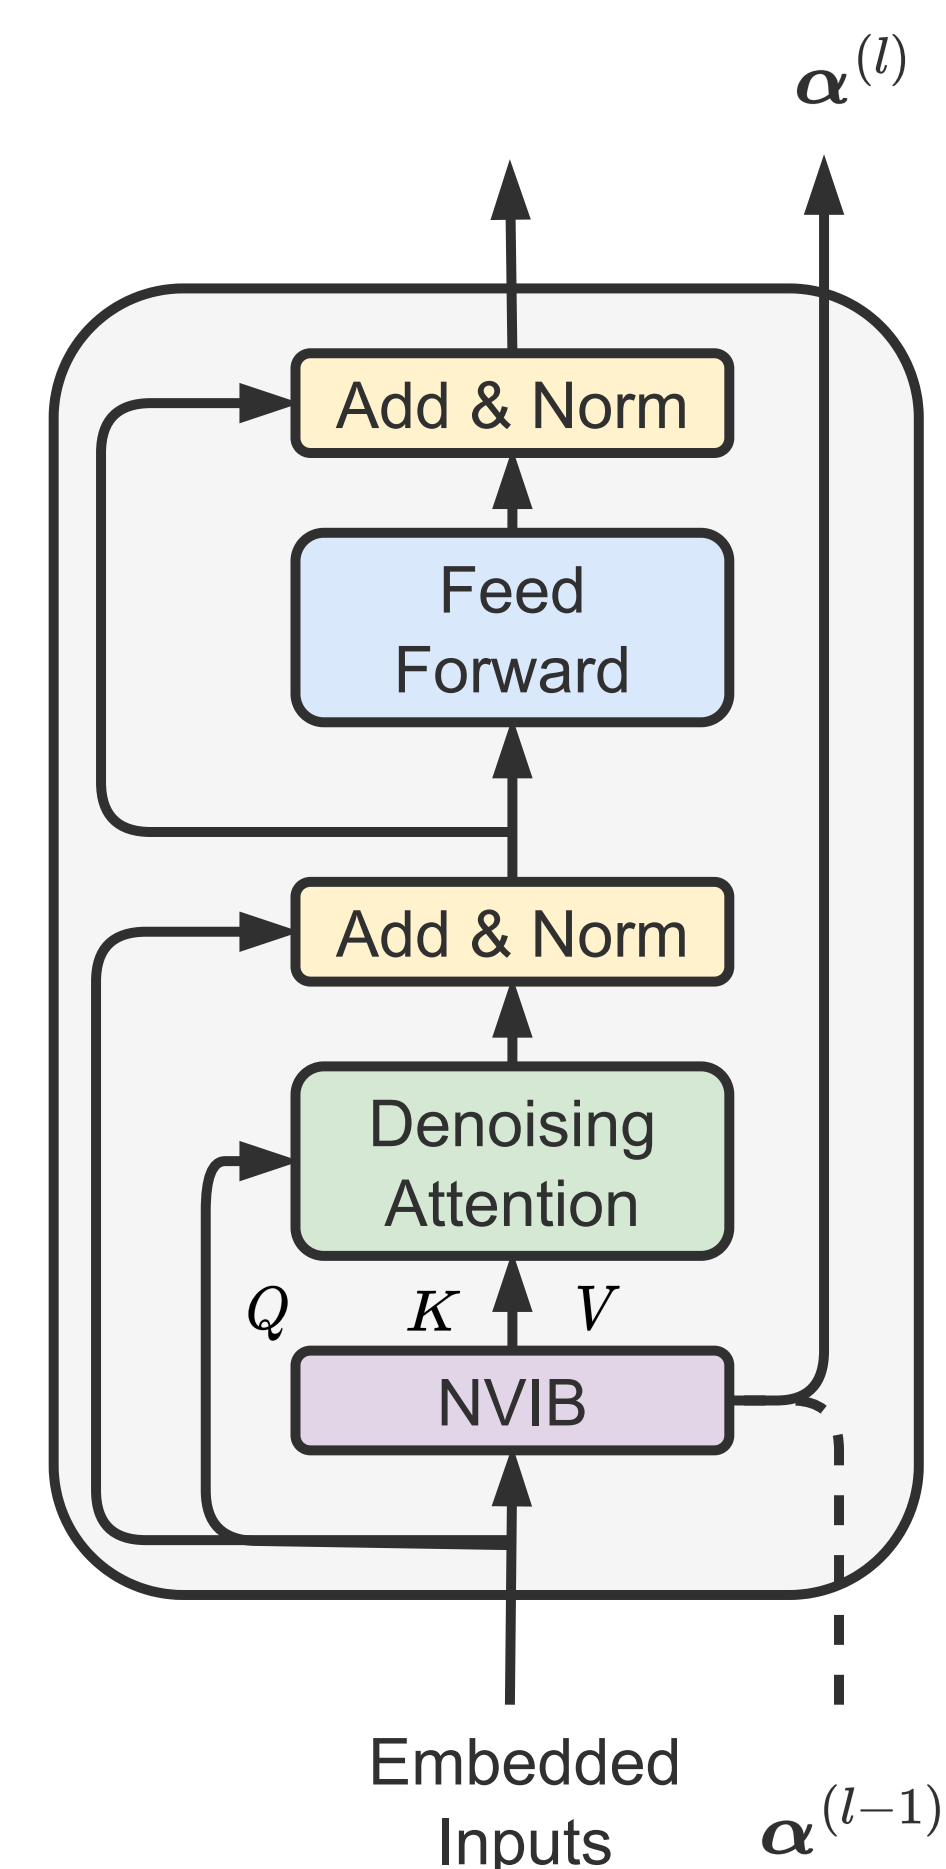 α^(l)
Add & Norm
Feed
Forward
Add & Norm
Denoising
Attention
Q K V
NVIB
Embedded
Inputs
α^(l−1)